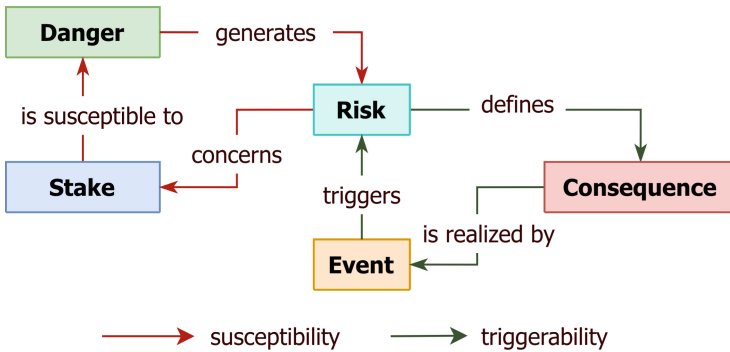 Danger
generates
Risk
defines
is susceptible to
concerns
Stake
triggers
Consequence
is realized by
Event
susceptibility
triggerability